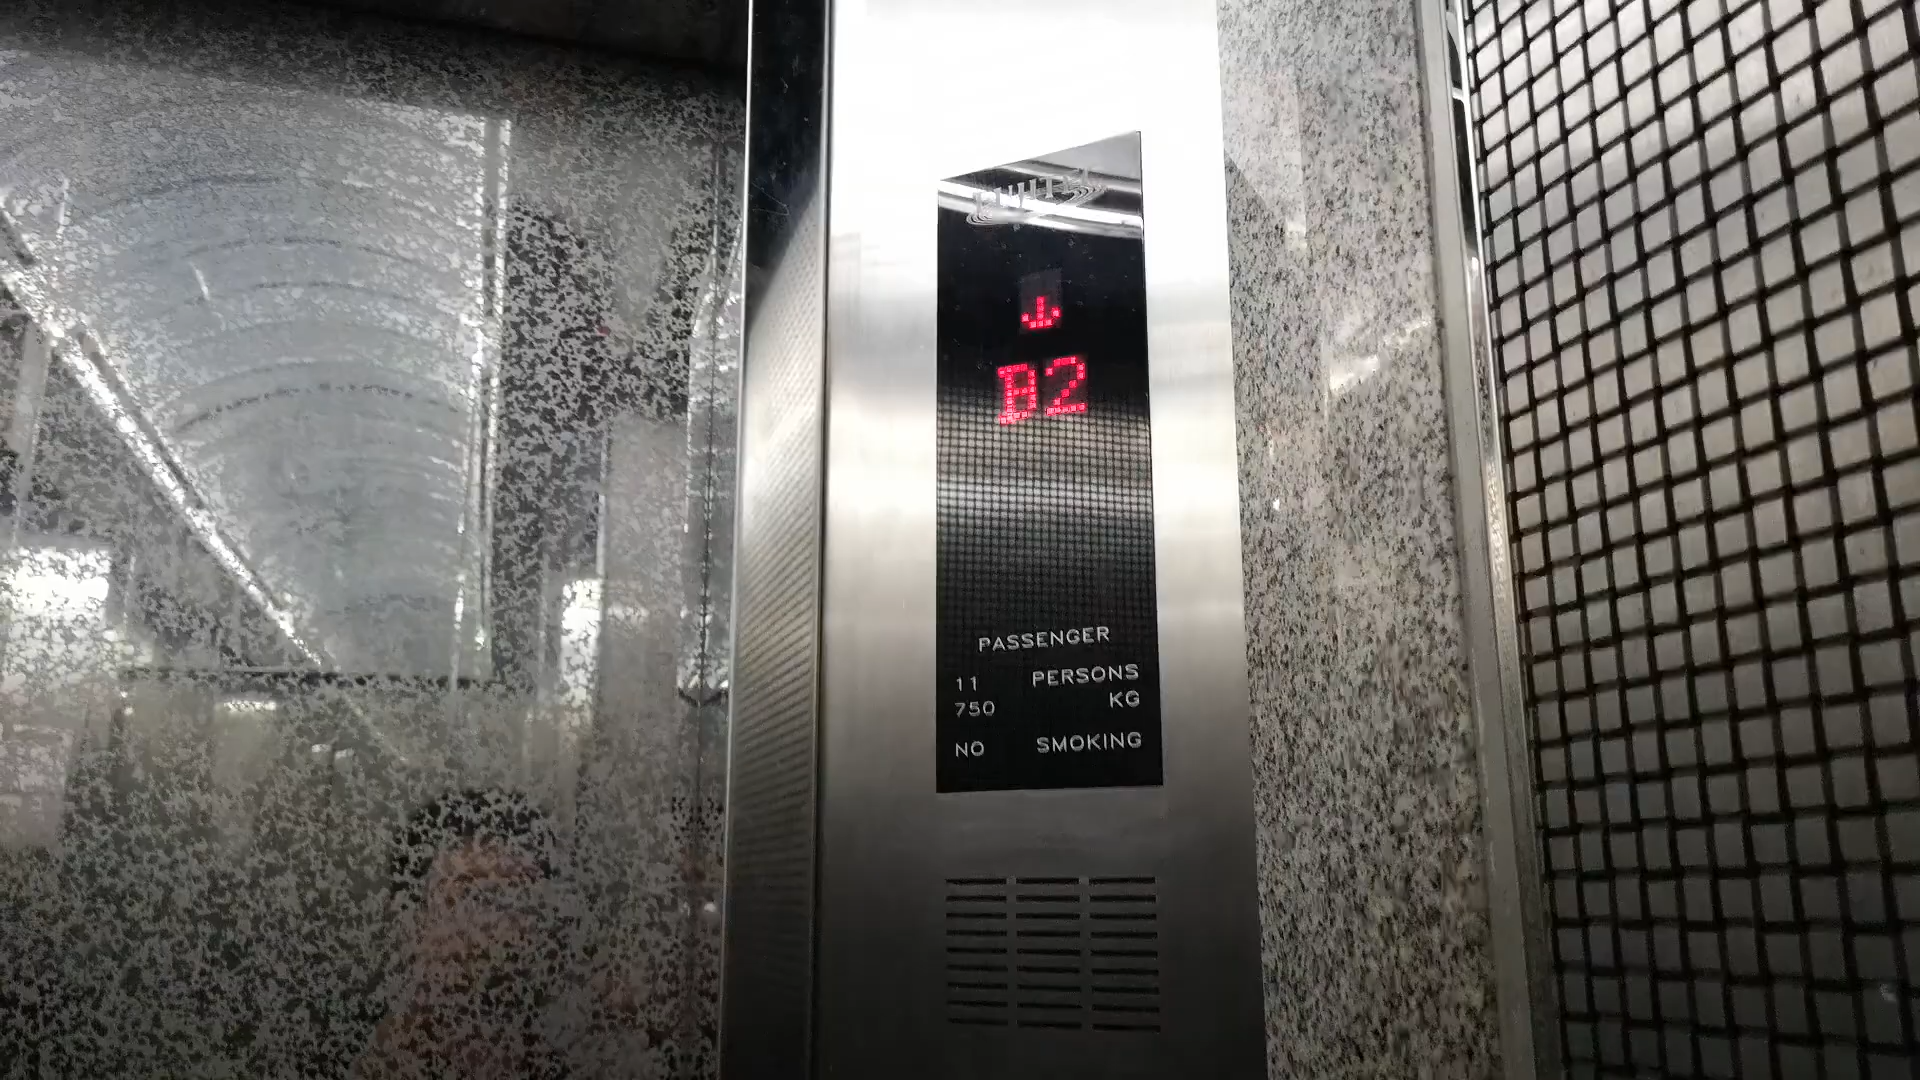 B2
PASSENGER
11 PERSONS
750 KG
NO SMOKING